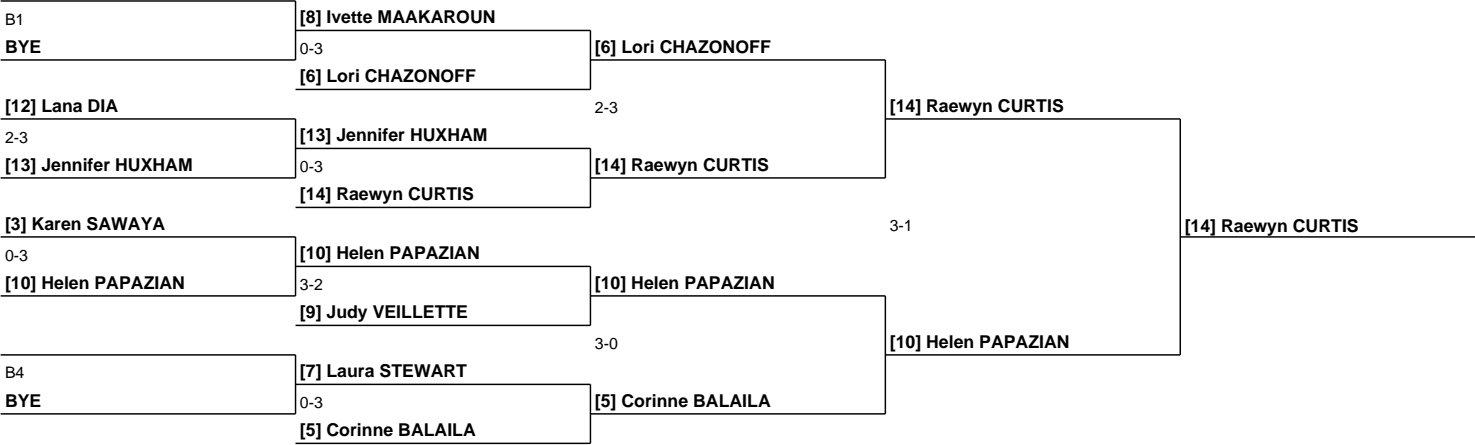 B1
BYE
[12] Lana DIA
2-3
[13] Jennifer HUXHAM
[3] Karen SAWAYA
0-3
[10] Helen PAPAZIAN
B4
BYE
[8] Ivette MAAKAROUN
0-3
[6] Lori CHAZONOFF
[13] Jennifer HUXHAM
0-3
[14] Raewyn CURTIS
[10] Helen PAPAZIAN
3-2
[9] Judy VEILLETTE
[7] Laura STEWART
0-3
[5] Corinne BALAILA
[6] Lori CHAZONOFF
2-3
[14] Raewyn CURTIS
[10] Helen PAPAZIAN
3-0
[5] Corinne BALAILA
[14] Raewyn CURTIS
3-1
[10] Helen PAPAZIAN
[14] Raewyn CURTIS